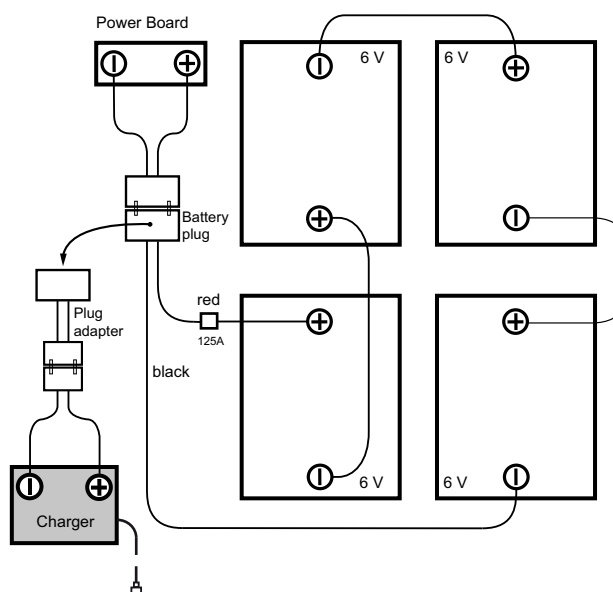 Power Board
6 V
6 V
Battery
plug
red
125A
Plug
adapter
black
6 V
6 V
Charger